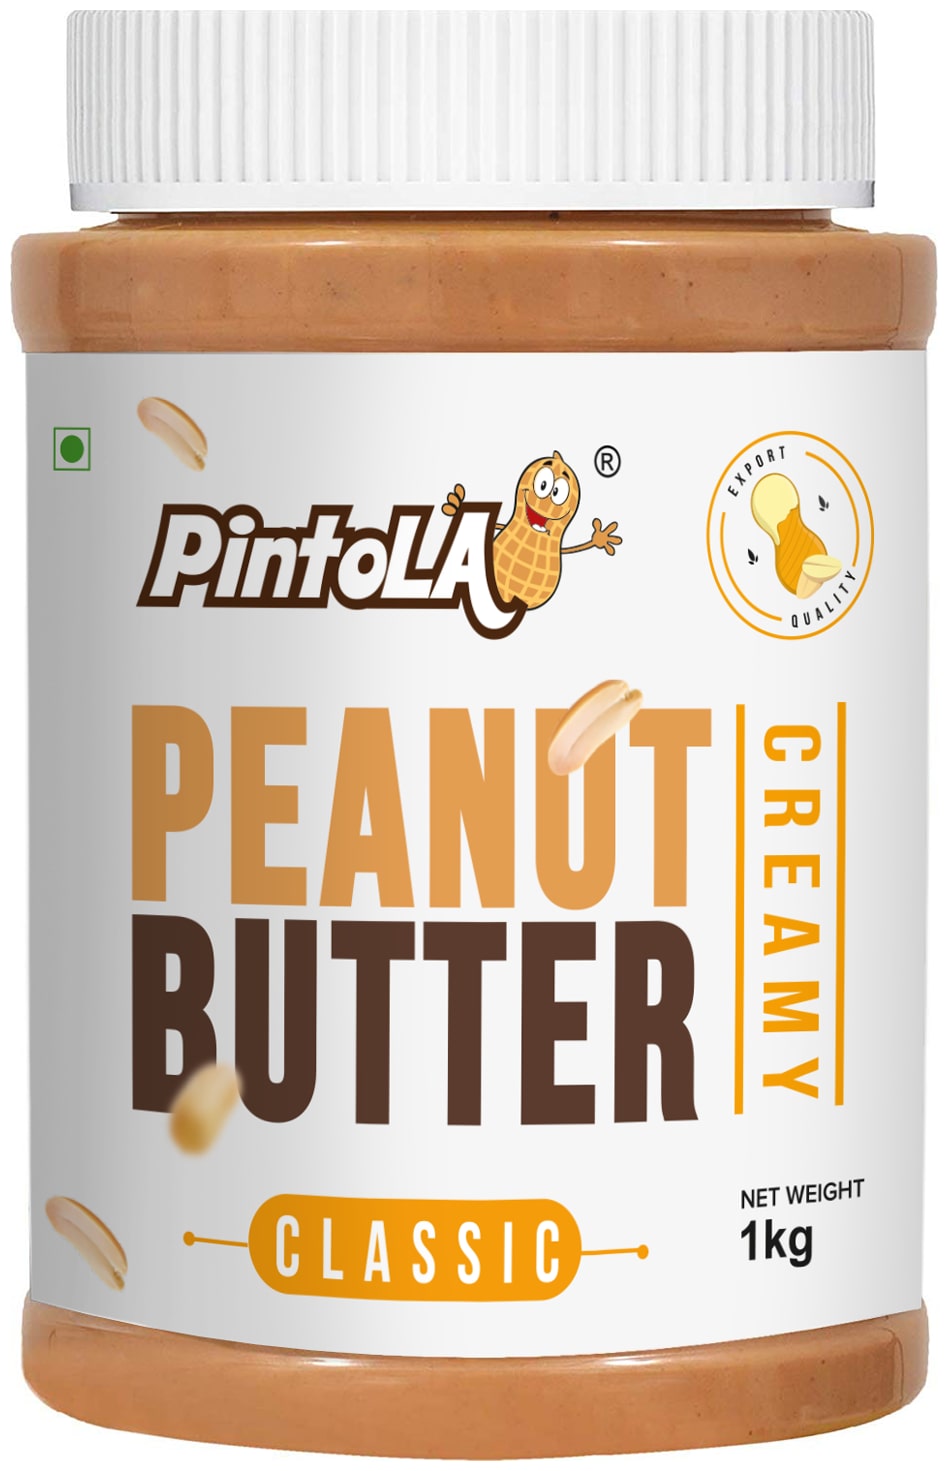 PintoLA
®
EXPORT
QUALITY
PEANUT
BUTTER
CREAMY
CLASSIC
NET WEIGHT
1kg